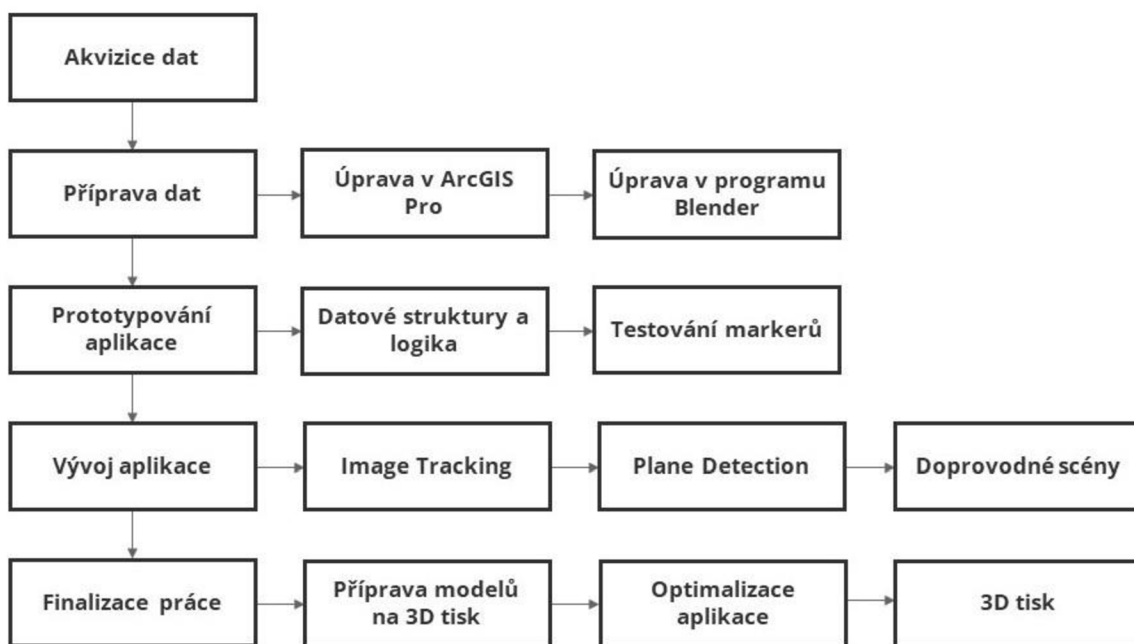 Akvizice dat
Příprava dat
Úprava v ArcGIS
Pro
Úprava v programu
Blender
Prototypování
aplikace
Datové struktury a
logika
Testování markerů
Vývoj aplikace
Image Tracking
Plane Detection
Doprovodné scény
Finalizace práce
Příprava modelů
na 3D tisk
Optimalizace
aplikace
3D tisk